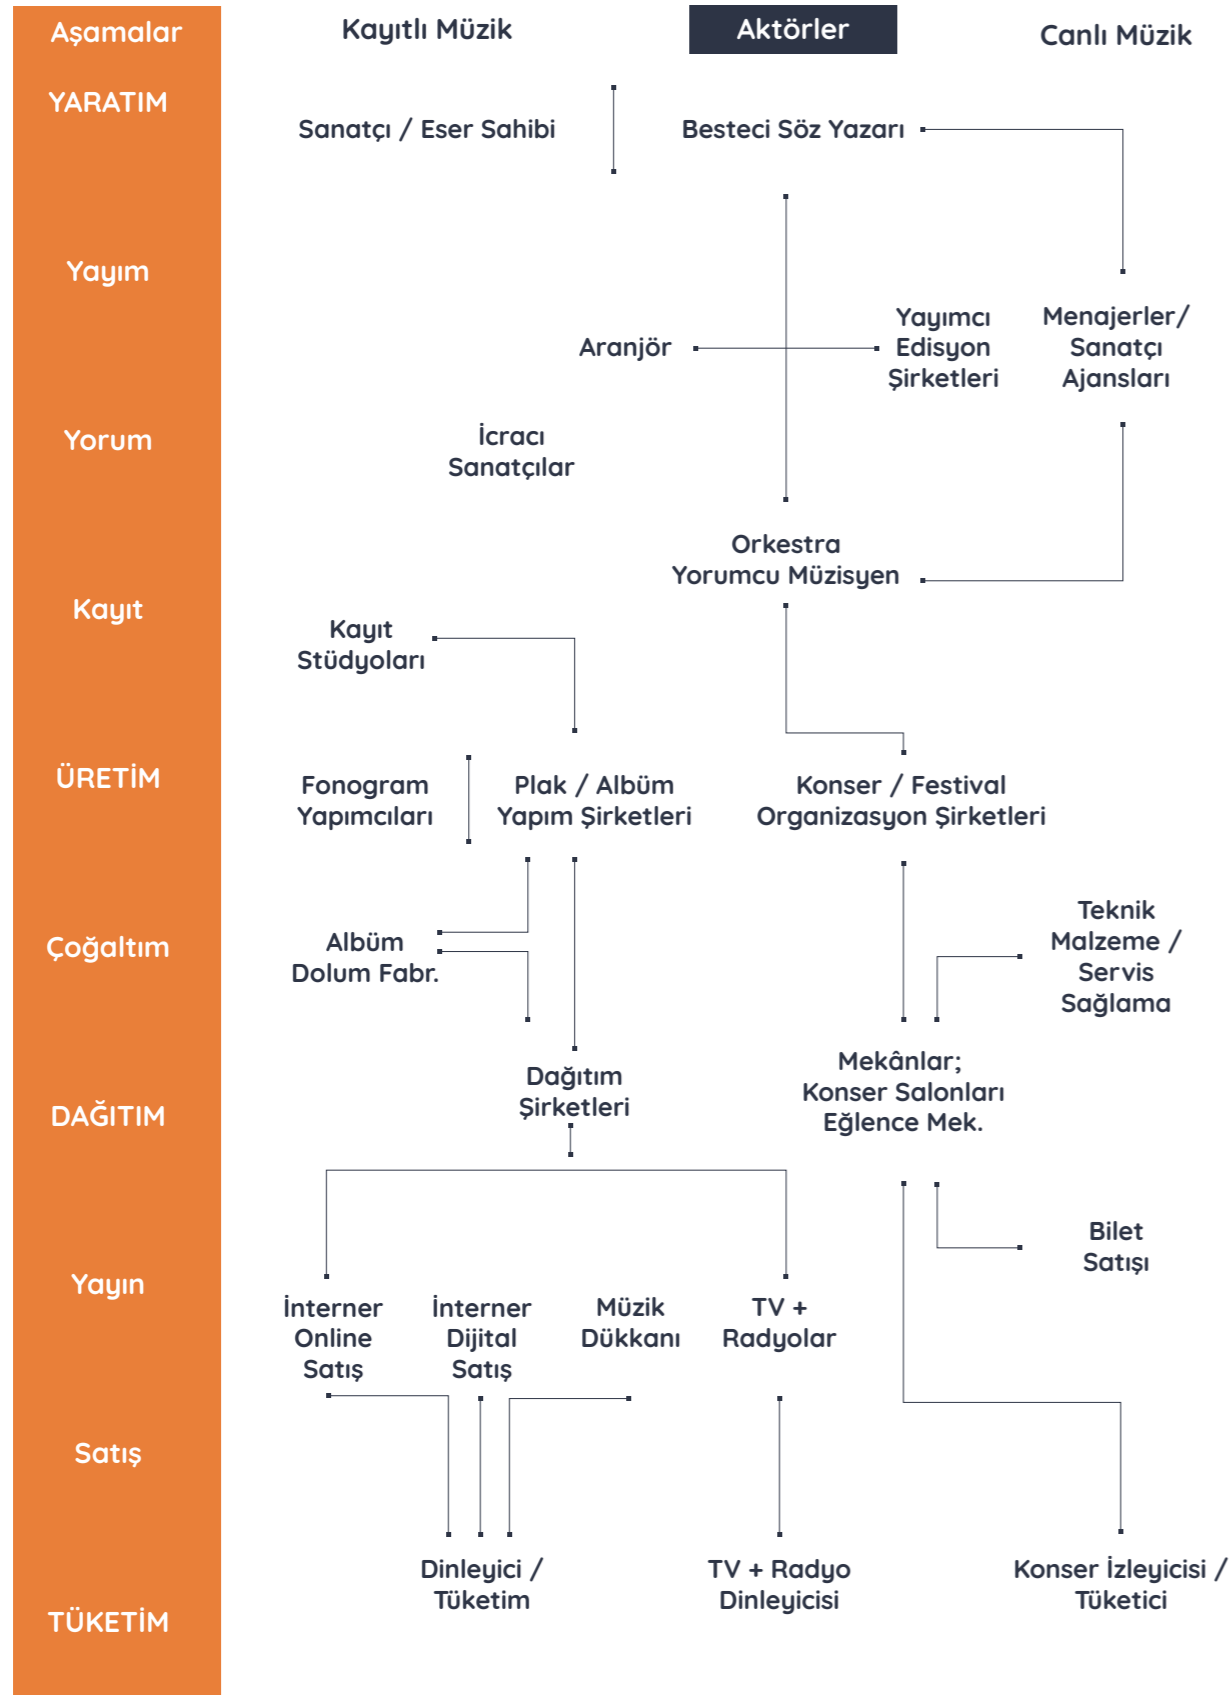 Aşamalar
Kayıtlı Müzik
Aktörler
Canlı Müzik
YARATIM
Sanatçı / Eser Sahibi
Besteci Söz Yazarı
Yayım
Aranjör
Yayımcı
Edisyon
Şirketleri
Menajerler/
Sanatçı
Ajansları
Yorum
İcracı
Sanatçılar
Orkestra
Yorumcu Müzisyen
Kayıt
Kayıt
Stüdyoları
ÜRETİM
Fonogram
Yapımcıları
Plak / Albüm
Yapım Şirketleri
Konser / Festival
Organizasyon Şirketleri
Çoğaltım
Albüm
Dolum Fabr.
Teknik
Malzeme /
Servis
Sağlama
DAĞITIM
Dağıtım
Şirketleri
Mekânlar;
Konser Salonları
Eğlence Mek.
Bilet
Satışı
Yayın
İnterner
Online
Satış
İnterner
Dijital
Satış
Müzik
Dükkanı
TV +
Radyolar
Satış
TÜKETİM
Dinleyici /
Tüketim
TV + Radyo
Dinleyicisi
Konser İzleyicisi /
Tüketici